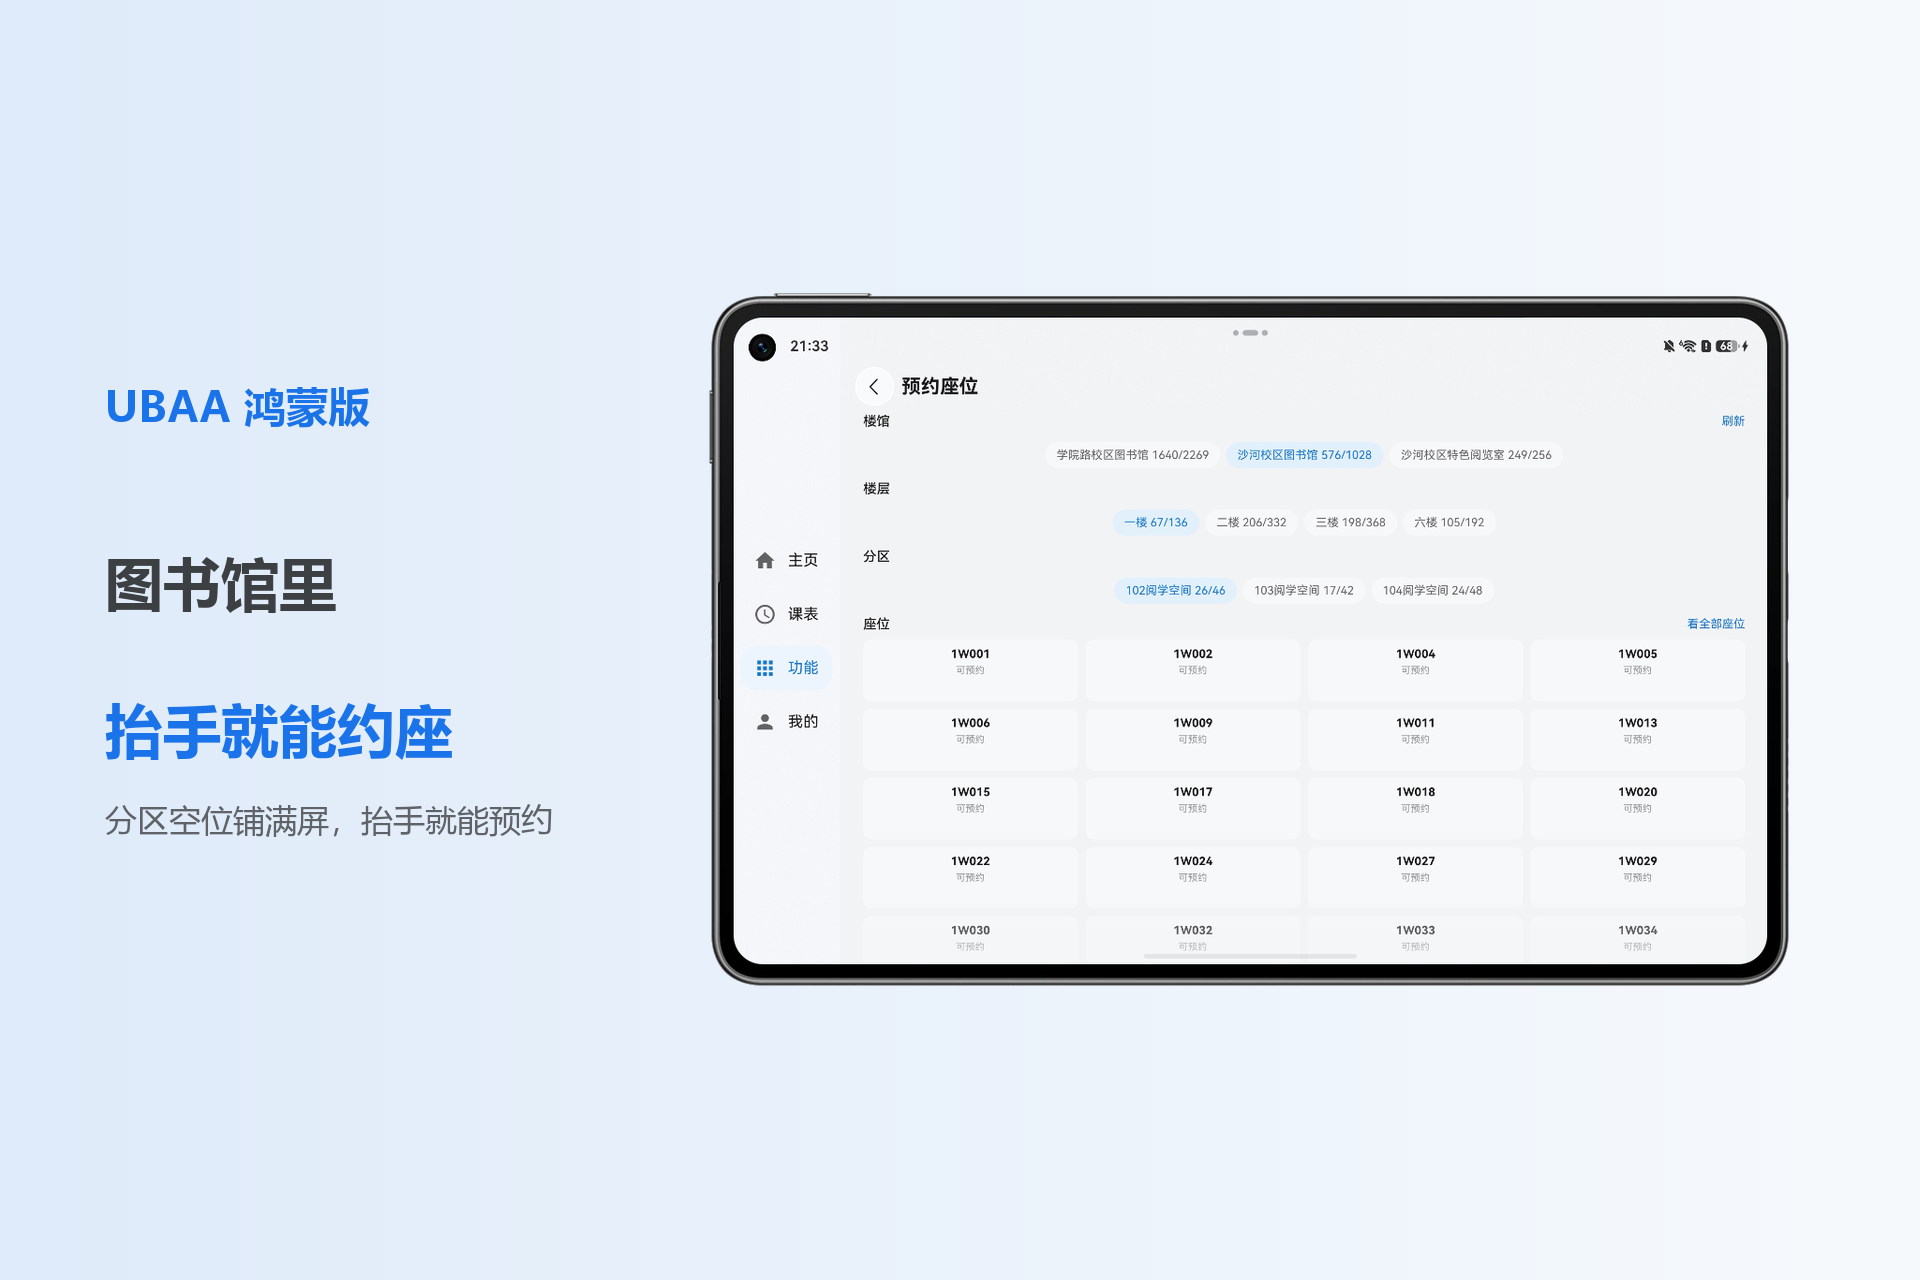 UBAA 鸿蒙版
图书馆里
抬手就能约座
分区空位铺满屏，抬手就能预约
21:33
68
预约座位
楼馆
刷新
学院路校区图书馆 1640/2269
沙河校区图书馆 576/1028
沙河校区特色阅览室 249/256
楼层
一楼 67/136
二楼 206/332
三楼 198/368
六楼 105/192
分区
102阅学空间 26/46
103阅学空间 17/42
104阅学空间 24/48
座位
看全部座位
主页
课表
功能
我的
1W001
可预约
1W002
可预约
1W004
可预约
1W005
可预约
1W006
可预约
1W009
可预约
1W011
可预约
1W013
可预约
1W015
可预约
1W017
可预约
1W018
可预约
1W020
可预约
1W022
可预约
1W024
可预约
1W027
可预约
1W029
可预约
1W030
可预约
1W032
可预约
1W033
可预约
1W034
可预约